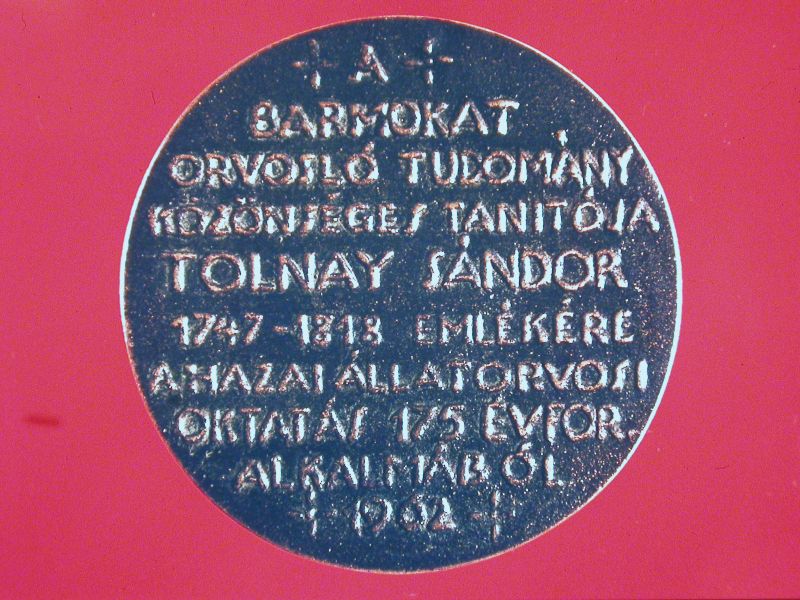 A
BARMOKAT
ORVOSLÓ TUDOMÁNY
KÖZÖNSÉGES TANITÓJA
TOLNAY SÁNDOR
1747-1818 EMLÉKÉRE
A HAZAI ÁLLATORVOSI
OKTATÁS 175 ÉVFOR.
ALKALMÁBÓL
1962